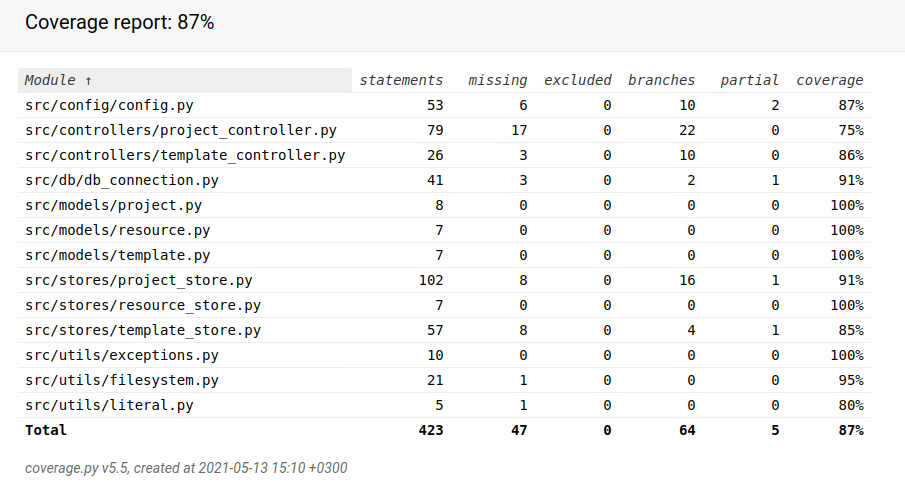 Coverage report: 87%
Module ↑ statements missing excluded branches partial coverage
src/config/config.py 53 6 0 10 2 87%
src/controllers/project_controller.py 79 17 0 22 0 75%
src/controllers/template_controller.py 26 3 0 10 0 86%
src/db/db_connection.py 41 3 0 2 1 91%
src/models/project.py 8 0 0 0 0 100%
src/models/resource.py 7 0 0 0 0 100%
src/models/template.py 7 0 0 0 0 100%
src/stores/project_store.py 102 8 0 16 1 91%
src/stores/resource_store.py 7 0 0 0 0 100%
src/stores/template_store.py 57 8 0 4 1 85%
src/utils/exceptions.py 10 0 0 0 0 100%
src/utils/filesystem.py 21 1 0 0 0 95%
src/utils/literal.py 5 1 0 0 0 80%
Total 423 47 0 64 5 87%
coverage.py v5.5, created at 2021-05-13 15:10 +0300